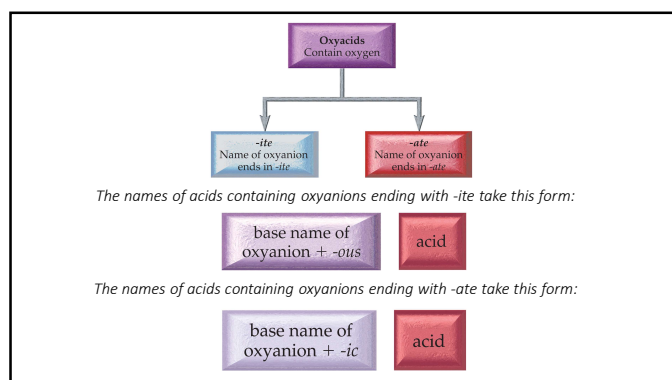 Oxyacids
Contain oxygen
-ite
Name of oxyanion
ends in -ite
-ate
Name of oxyanion
ends in -ate
The names of acids containing oxyanions ending with -ite take this form:
base name of
oxyanion + -ous
acid
The names of acids containing oxyanions ending with -ate take this form:
base name of
oxyanion + -ic
acid